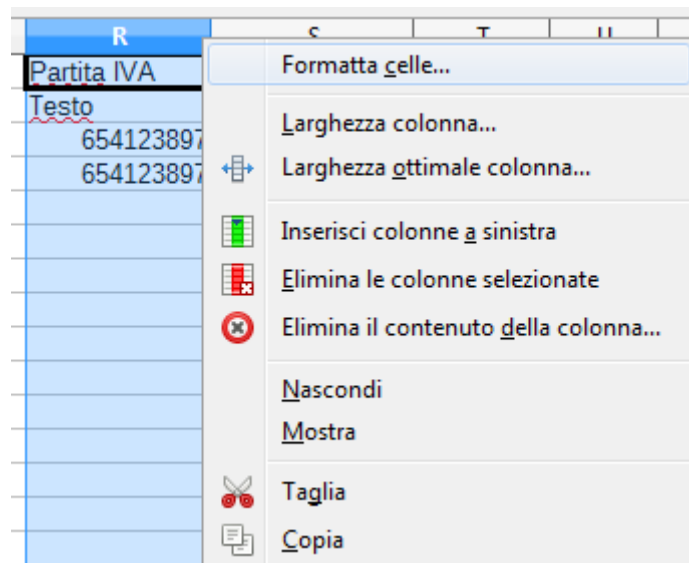 R
Partita IVA
Testo
654123897
654123897
Formatta celle...
Larghezza colonna...
Larghezza ottimale colonna...
Inserisci colonne a sinistra
Elimina le colonne selezionate
Elimina il contenuto della colonna...
Nascondi
Mostra
Taglia
Copia